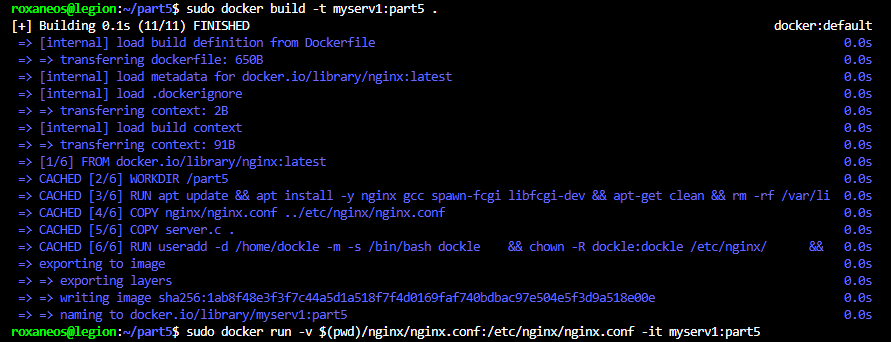 roxaneos@legion:~/part5$ sudo docker build -t myserv1:part5 .
[+] Building 0.1s (11/11) FINISHED docker:default
=> [internal] load build definition from Dockerfile 0.0s
=> => transferring dockerfile: 650B 0.0s
=> [internal] load metadata for docker.io/library/nginx:latest 0.0s
=> [internal] load .dockerignore 0.0s
=> => transferring context: 2B 0.0s
=> [internal] load build context 0.0s
=> => transferring context: 91B 0.0s
=> [1/6] FROM docker.io/library/nginx:latest 0.0s
=> CACHED [2/6] WORKDIR /part5 0.0s
=> CACHED [3/6] RUN apt update && apt install -y nginx gcc spawn-fcgi libfcgi-dev && apt-get clean && rm -rf /var/li 0.0s
=> CACHED [4/6] COPY nginx/nginx.conf ../etc/nginx/nginx.conf 0.0s
=> CACHED [5/6] COPY server.c . 0.0s
=> CACHED [6/6] RUN useradd -d /home/dockle -m -s /bin/bash dockle && chown -R dockle:dockle /etc/nginx/ && 0.0s
=> exporting to image 0.0s
=> => exporting layers 0.0s
=> => writing image sha256:1ab8f48e3f3f7c44a5d1a518f7f4d0169faf740bdbac97e504e5f3d9a518e00e 0.0s
=> => naming to docker.io/library/myserv1:part5 0.0s
roxaneos@legion:~/part5$ sudo docker run -v $(pwd)/nginx/nginx.conf:/etc/nginx/nginx.conf -it myserv1:part5